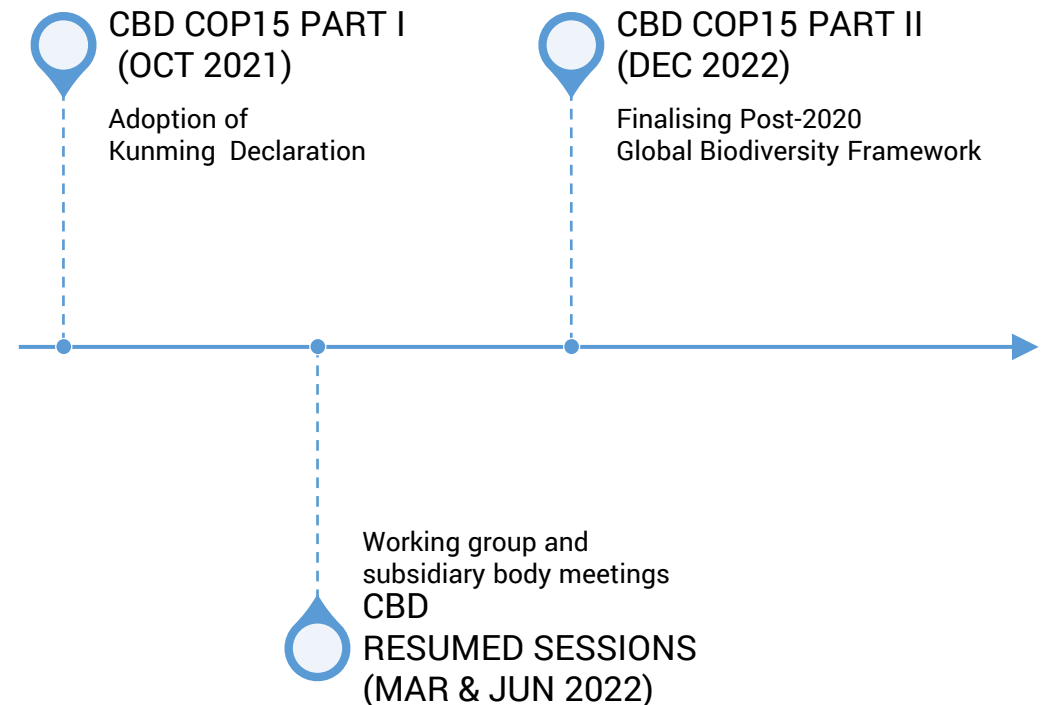 CBD COP15 PART I
(OCT 2021)
Adoption of
Kunming Declaration
CBD COP15 PART II
(DEC 2022)
Finalising Post-2020
Global Biodiversity Framework
Working group and
subsidiary body meetings
CBD
RESUMED SESSIONS
(MAR & JUN 2022)